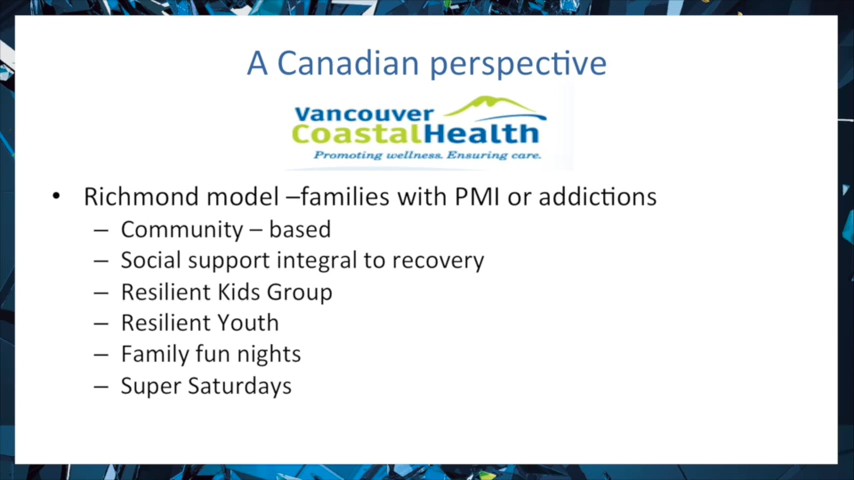 A Canadian perspective
Vancouver
CoastalHealth
Promoting wellness. Ensuring care.
• Richmond model –families with PMI or addictions
– Community – based
– Social support integral to recovery
– Resilient Kids Group
– Resilient Youth
– Family fun nights
– Super Saturdays